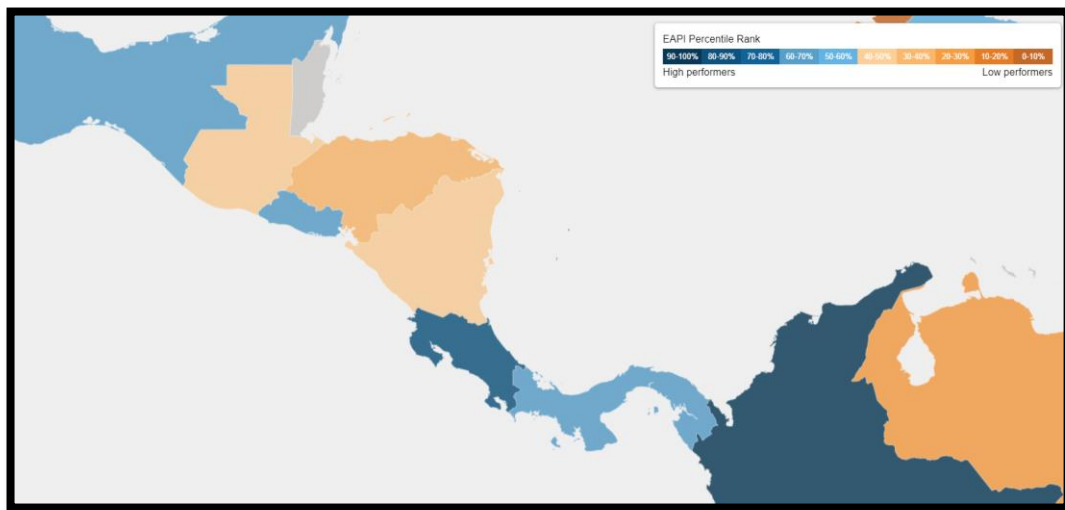 EAPI Percentile Rank
90-100% 80-90% 70-80% 60-70% 50-60% 40-50% 30-40% 20-30% 10-20% 0-10%
High performers Low performers